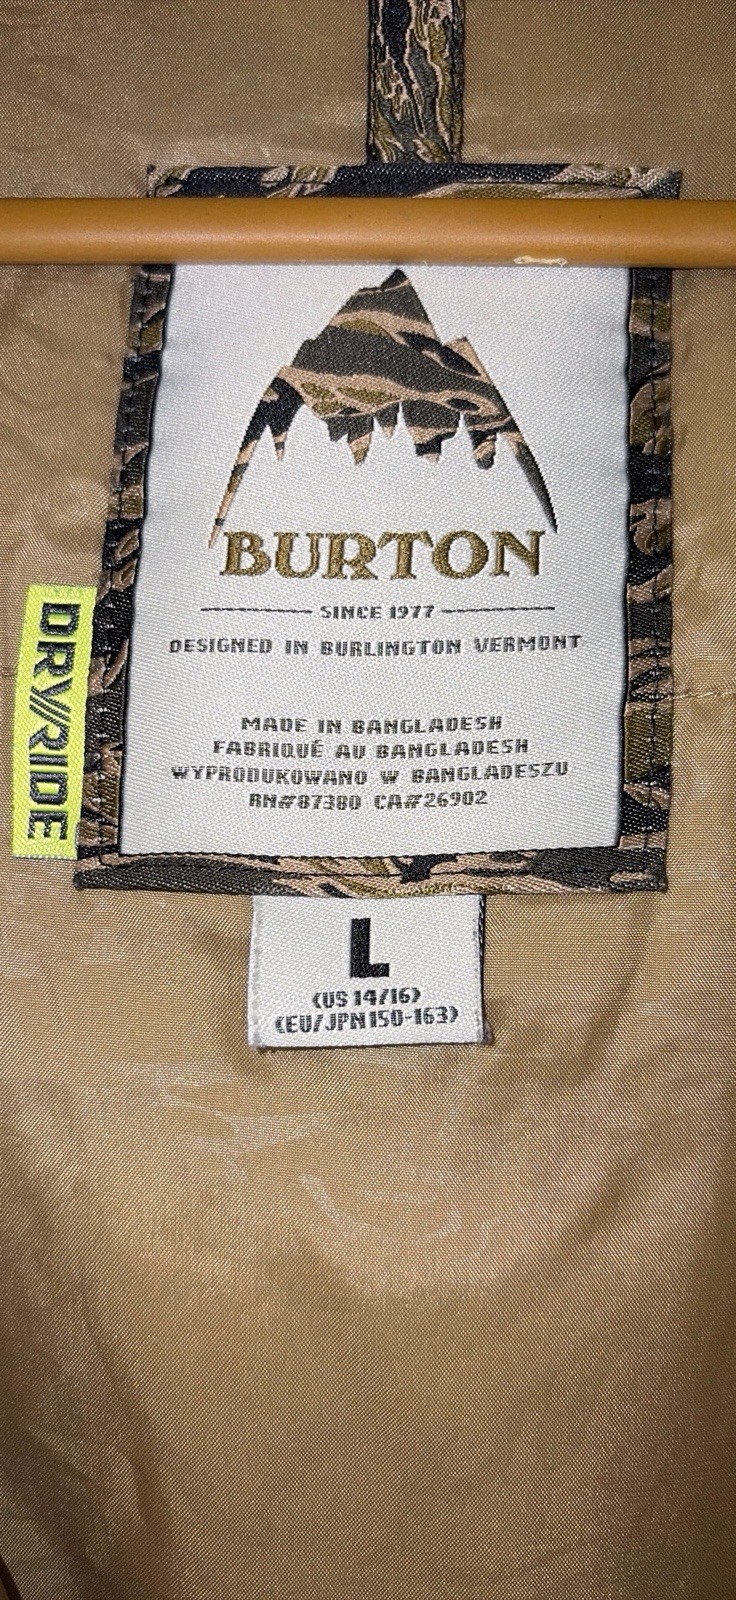 BURTON
SINCE 1977
DESIGNED IN BURLINGTON VERMONT
MADE IN BANGLADESH
FABRIQUÉ AU BANGLADESH
WYPRODUKOWANO W BANGLADESZU
RN#87380 CA#26902
DRY//RIDE
L
(US 14/16)
(EU/JPN 150-163)